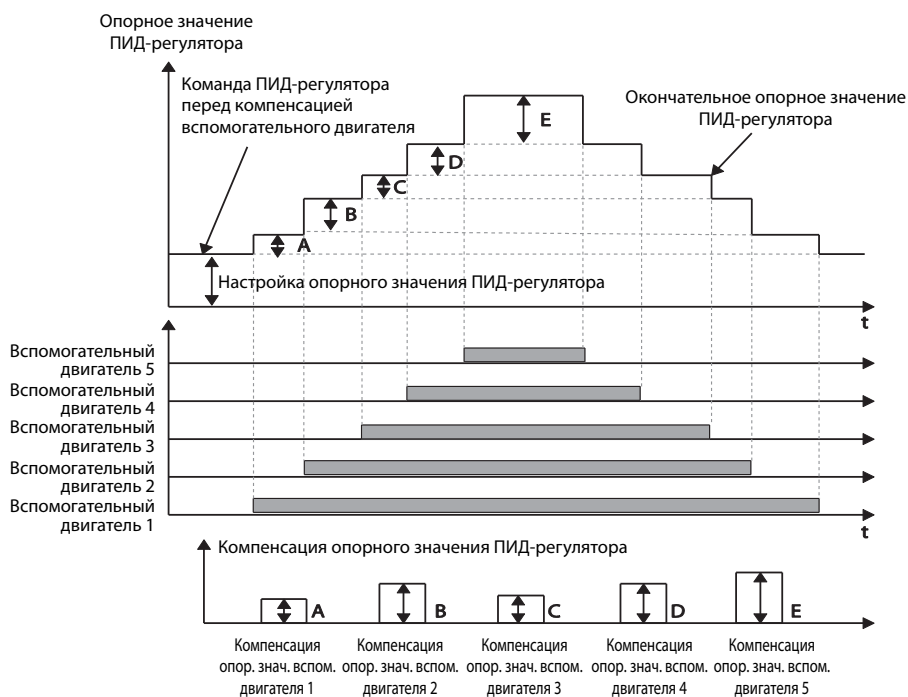 Опорное значение
ПИД-регулятора
Команда ПИД-регулятора
перед компенсацией
вспомогательного двигателя
Окончательное опорное значение
ПИД-регулятора
E
D
C
B
A
Настройка опорного значения ПИД-регулятора
t
Вспомогательный
двигатель 5
Вспомогательный
двигатель 4
Вспомогательный
двигатель 3
Вспомогательный
двигатель 2
Вспомогательный
двигатель 1
t
Компенсация опорного значения ПИД-регулятора
A
B
C
D
E
Компенсация
опор. знач. вспом.
двигателя 1
Компенсация
опор. знач. вспом.
двигателя 2
Компенсация
опор. знач. вспом.
двигателя 3
Компенсация
опор. знач. вспом.
двигателя 4
Компенсация
опор. знач. вспом.
двигателя 5